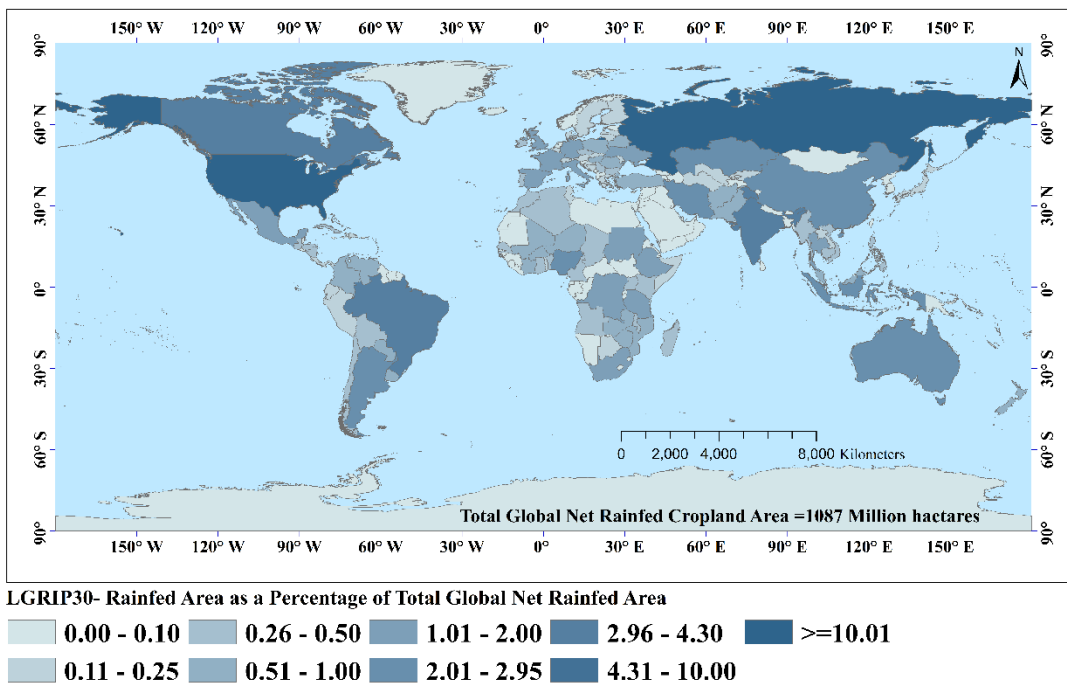 150° W 120° W 90° W 60° W 30° W 0° 30° E 60° E 90° E 120° E 150° E
90° 90°
N
60° N 60° N
30° N 30° N
0° 0°
30° S 30° S
60° S 60° S
0 2,000 4,000 8,000 Kilometers
Total Global Net Rainfed Cropland Area =1087 Million hactares
90° 90°
150° W 120° W 90° W 60° W 30° W 0° 30° E 60° E 90° E 120° E 150° E
LGRIP30- Rainfed Area as a Percentage of Total Global Net Rainfed Area
0.00 - 0.10 0.26 - 0.50 1.01 - 2.00 2.96 - 4.30 >=10.01
0.11 - 0.25 0.51 - 1.00 2.01 - 2.95 4.31 - 10.00